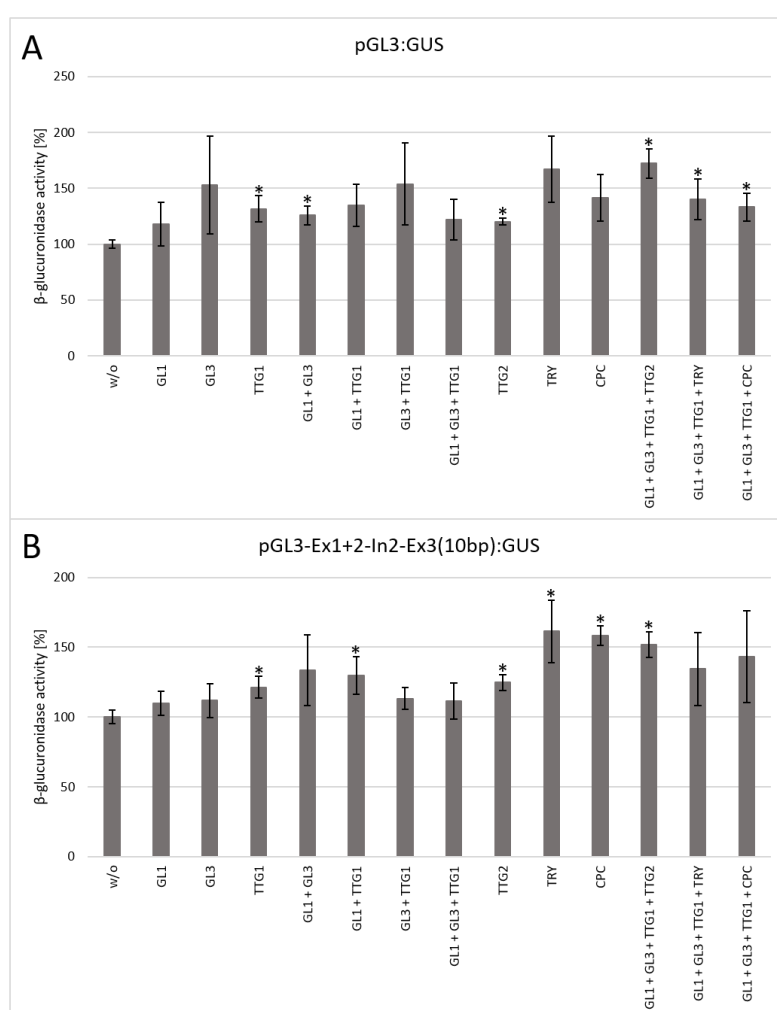 A
pGL3:GUS
β-glucuronidase activity [%]
250
200
150
100
50
0
*
*
*
*
*
*
w/o
GL1
GL3
TTG1
GL1 + GL3
GL1 + TTG1
GL3 + TTG1
GL1 + GL3 + TTG1
TTG2
TRY
CPC
GL1 + GL3 + TTG1 + TTG2
GL1 + GL3 + TTG1 + TRY
GL1 + GL3 + TTG1 + CPC
B
pGL3-Ex1+2-In2-Ex3(10bp):GUS
β-glucuronidase activity [%]
200
150
100
50
0
*
*
*
*
*
*
w/o
GL1
GL3
TTG1
GL1 + GL3
GL1 + TTG1
GL3 + TTG1
GL1 + GL3 + TTG1
TTG2
TRY
CPC
GL1 + GL3 + TTG1 + TTG2
GL1 + GL3 + TTG1 + TRY
GL1 + GL3 + TTG1 + CPC